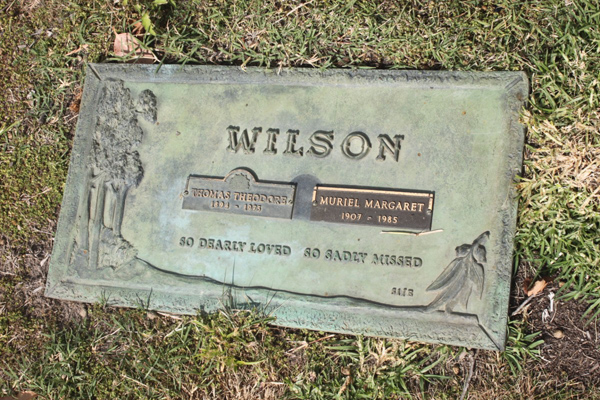 WILSON
THOMAS THEODORE
MURIEL MARGARET
1907 - 1985
SO DEARLY LOVED SO SADLY MISSED